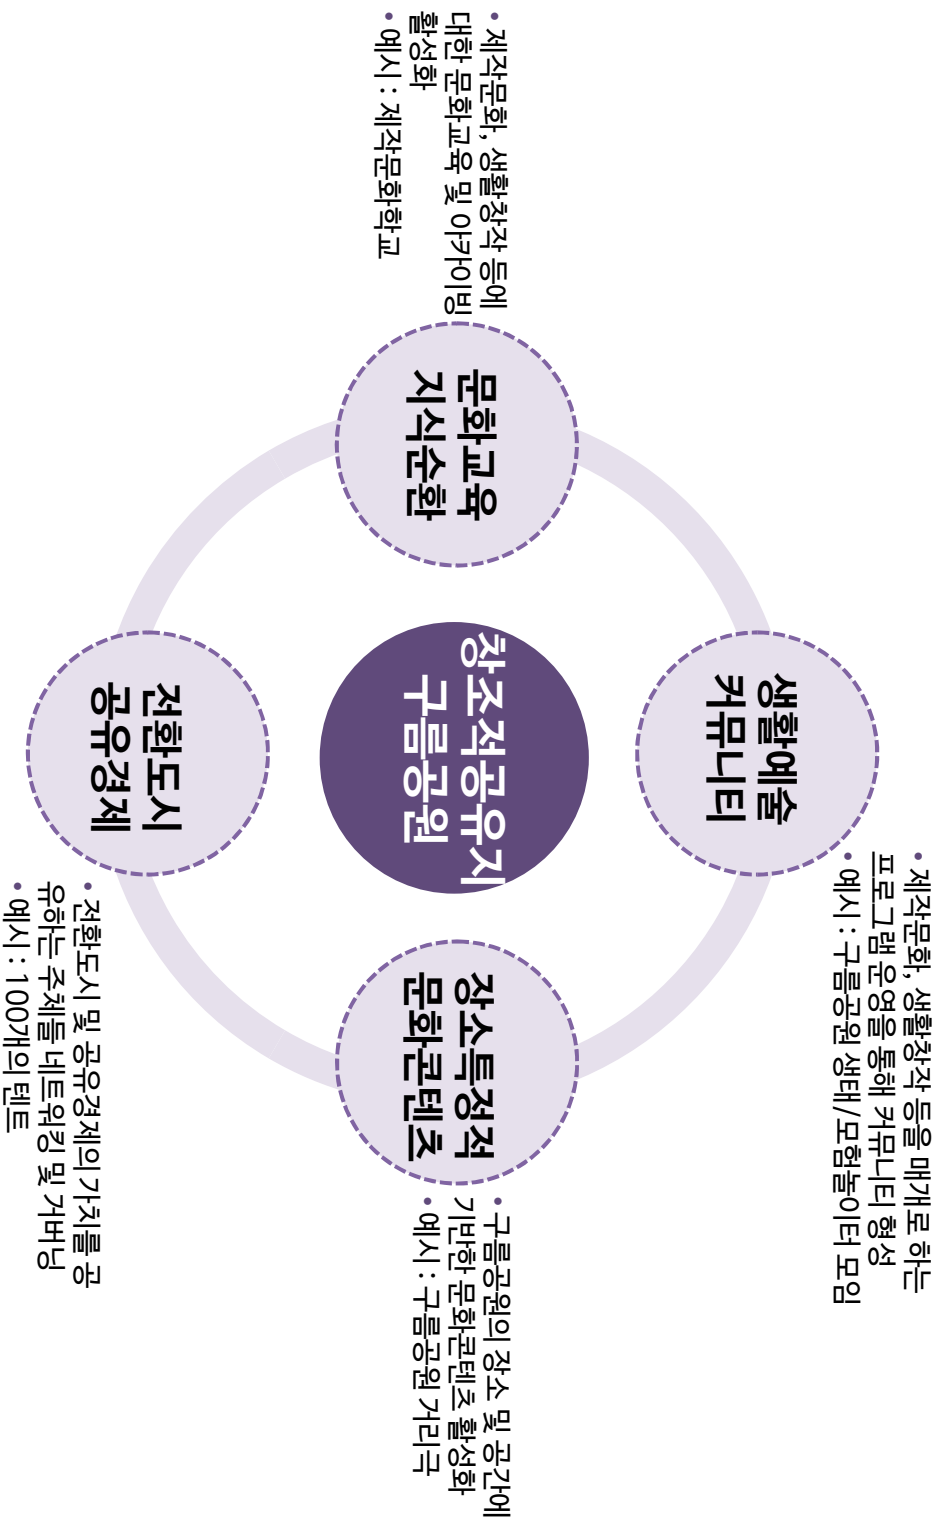 생활예술
커뮤니티
• 제작문화, 생활창작 등을 매개로 하는
프로그램 운영을 통해 커뮤니티 형성
• 예시 : 구름공원 생태/모험놀이터 모임
문화교육
지식순환
• 제작문화, 생활창작 등에
대한 문화교육 및 아카이빙
활성화
• 예시 : 제작문화학교
창조적공유지
구름공원
장소특정적
문화콘텐츠
• 구름공원의 장소 및 공간에
기반한 문화콘텐츠 활성화
• 예시 : 구름공원 거리극
전환도시
공유경제
• 전환도시 및 공유경제의 가치를 공
유하는 주체들 네트워킹 및 거버닝
• 예시 : 100개의 텐트